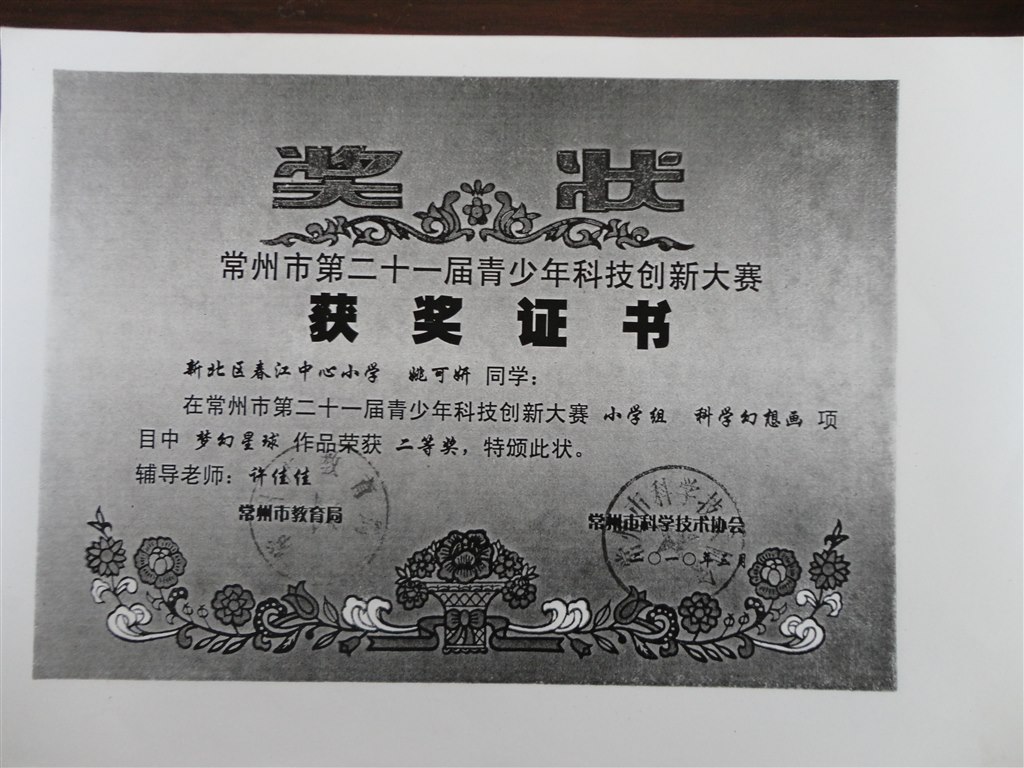 奖 状
常州市第二十一届青少年科技创新大赛
获 奖 证 书
新北区春江中心小学 姚可妍 同学：
在常州市第二十一届青少年科技创新大赛 小学组 科学幻想画 项
目中 梦幻星球 作品荣获 二等奖，特颁此状。
辅导老师：许佳佳
常州市教育局 常州市科学技术协会
二〇一〇年三月